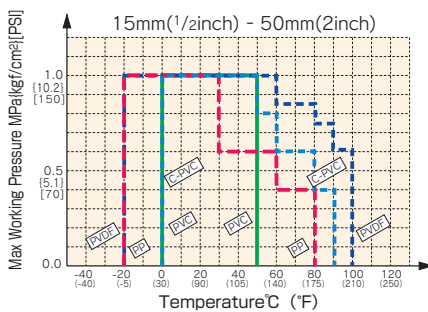 15mm(1/2inch) - 50mm(2inch)
Max Working Pressure MPa{kgf/cm2}[PSI]
1.0
{10.2}
[150]
0.5
{5.1}
[70]
0.0
C-PVC
C-PVC
PVDF
PP
PVC
PVC
PP
PVDF
-40 -20 0 20 40 60 80 100 120
(-40) (-5) (30) (90) (105) (140) (175) (210) (250)
Temperature℃ (°F)